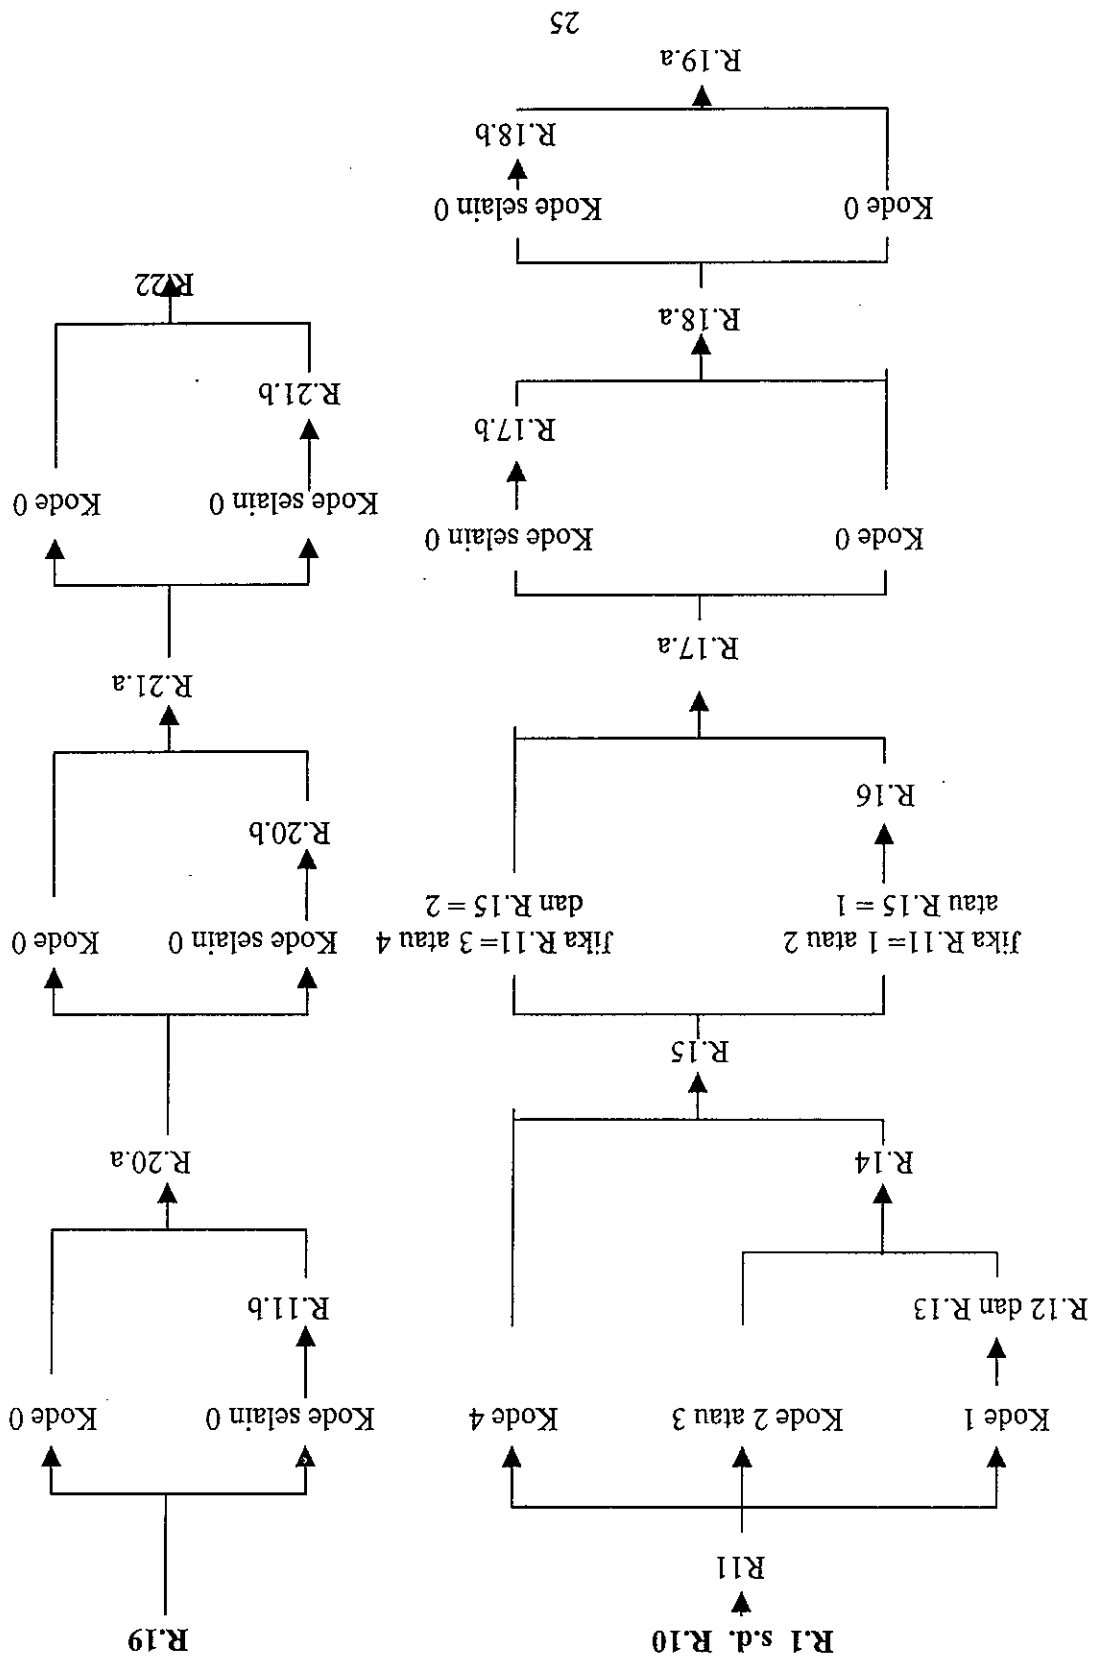 R.1 s.d. R.10
R11
Kode 1
Kode 2 atau 3
Kode 4
R.12 dan R.13
R.14
R.15
Jika R.11= 1 atau 2
atau R.15 = 1
Jika R.11= 3 atau 4
dan R.15 = 2
R.16
R.17.a
Kode 0
Kode selain 0
R.17.b
R.18.a
Kode 0
Kode selain 0
R.18.b
R.19.a
R.19
Kode selain 0
Kode 0
R.11.b
R.20.a
Kode selain 0
Kode 0
R.20.b
R.21.a
Kode selain 0
Kode 0
R.21.b
R.22
25